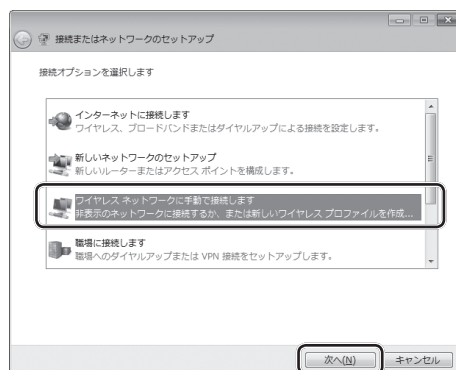 接続またはネットワークのセットアップ
接続オプションを選択します
インターネットに接続します
ワイヤレス、ブロードバンドまたはダイヤルアップによる接続を設定します。
新しいネットワークのセットアップ
新しいルーターまたはアクセス ポイントを構成します。
ワイヤレス ネットワークに手動で接続します
非表示のネットワークに接続するか、または新しいワイヤレス プロファイルを作成...
職場に接続します
職場へのダイヤルアップまたは VPN 接続をセットアップします。
次へ(N) キャンセル